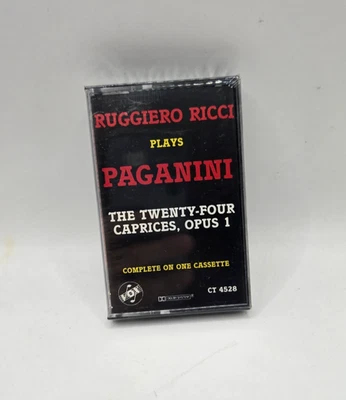 RUGGIERO RICCI
PLAYS
PAGANINI
THE TWENTY-FOUR
CAPRICES, OPUS 1
COMPLETE ON ONE CASSETTE
VOX
CT 4528